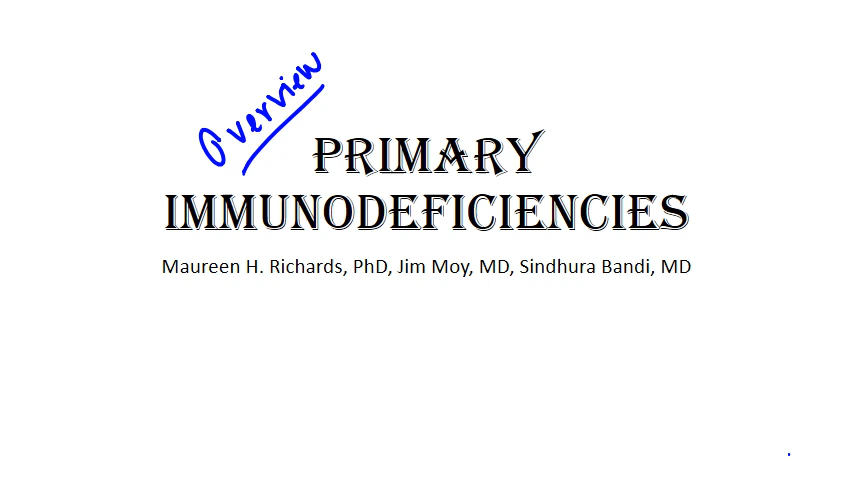 Overview
PRIMARY
IMMUNODEFICIENCIES
Maureen H. Richards, PhD, Jim Moy, MD, Sindhura Bandi, MD